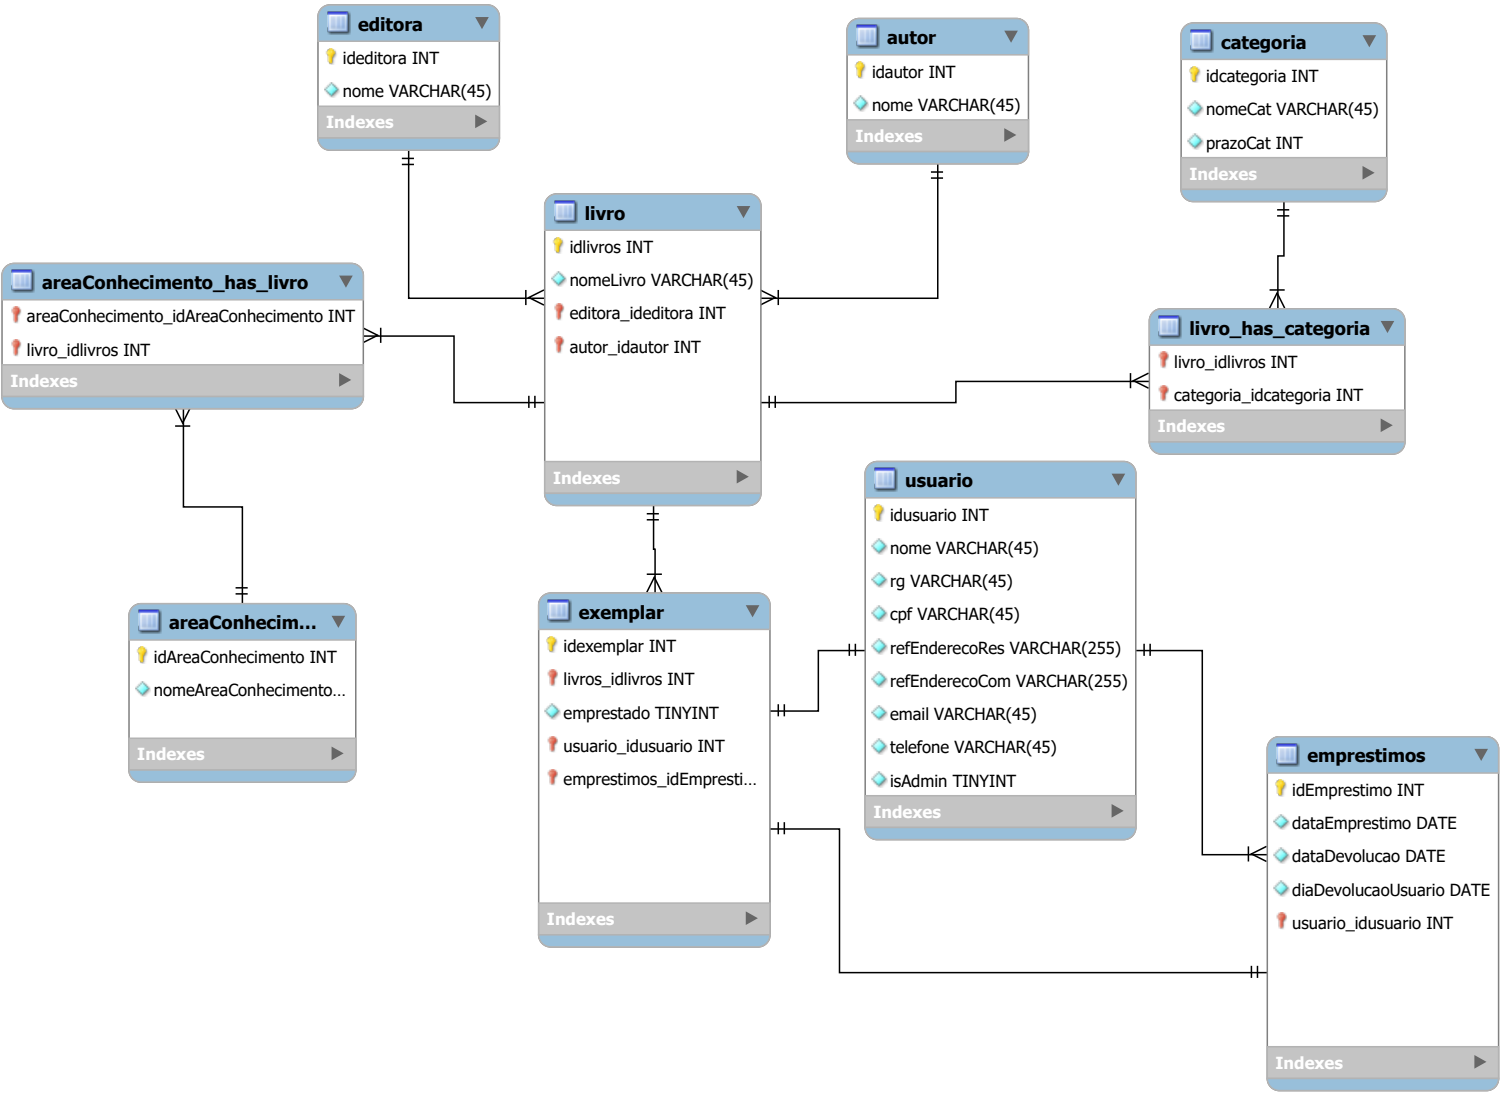 editora
ideditora INT
nome VARCHAR(45)
Indexes
autor
idautor INT
nome VARCHAR(45)
Indexes
categoria
idcategoria INT
nomeCat VARCHAR(45)
prazoCat INT
Indexes
livro
idlivros INT
nomeLivro VARCHAR(45)
editora_ideditora INT
autor_idautor INT
Indexes
areaConhecimento_has_livro
areaConhecimento_idAreaConhecimento INT
livro_idlivros INT
Indexes
livro_has_categoria
livro_idlivros INT
categoria_idcategoria INT
Indexes
usuario
idusuario INT
nome VARCHAR(45)
rg VARCHAR(45)
cpf VARCHAR(45)
refEnderecoRes VARCHAR(255)
refEnderecoCom VARCHAR(255)
email VARCHAR(45)
telefone VARCHAR(45)
isAdmin TINYINT
Indexes
areaConhecim...
idAreaConhecimento INT
nomeAreaConhecimento...
Indexes
exemplar
idexemplar INT
livros_idlivros INT
emprestado TINYINT
usuario_idusuario INT
emprestimos_idEmpresti...
Indexes
emprestimos
idEmprestimo INT
dataEmprestimo DATE
dataDevolucao DATE
diaDevolucaoUsuario DATE
usuario_idusuario INT
Indexes